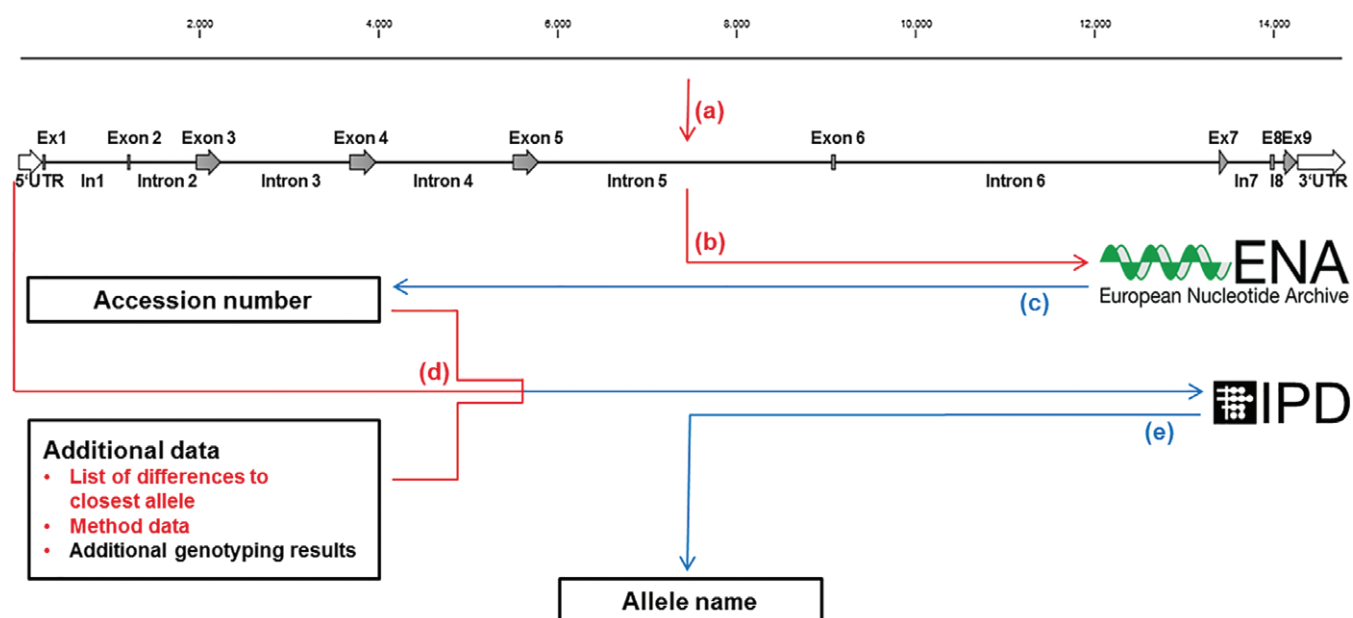 2.000 4.000 6.000 8.000 10.000 12.000 14.000
(a)
Ex1 Exon 2 Exon 3 Exon 4 Exon 5 Exon 6 Ex7 E8 Ex9
5‘UTR In1 Intron 2 Intron 3 Intron 4 Intron 5 Intron 6 In7 I8 3‘UTR
(b)
ENA
European Nucleotide Archive
Accession number
(c)
(d)
IPD
(e)
Additional data
• List of differences to
closest allele
• Method data
• Additional genotyping results
Allele name